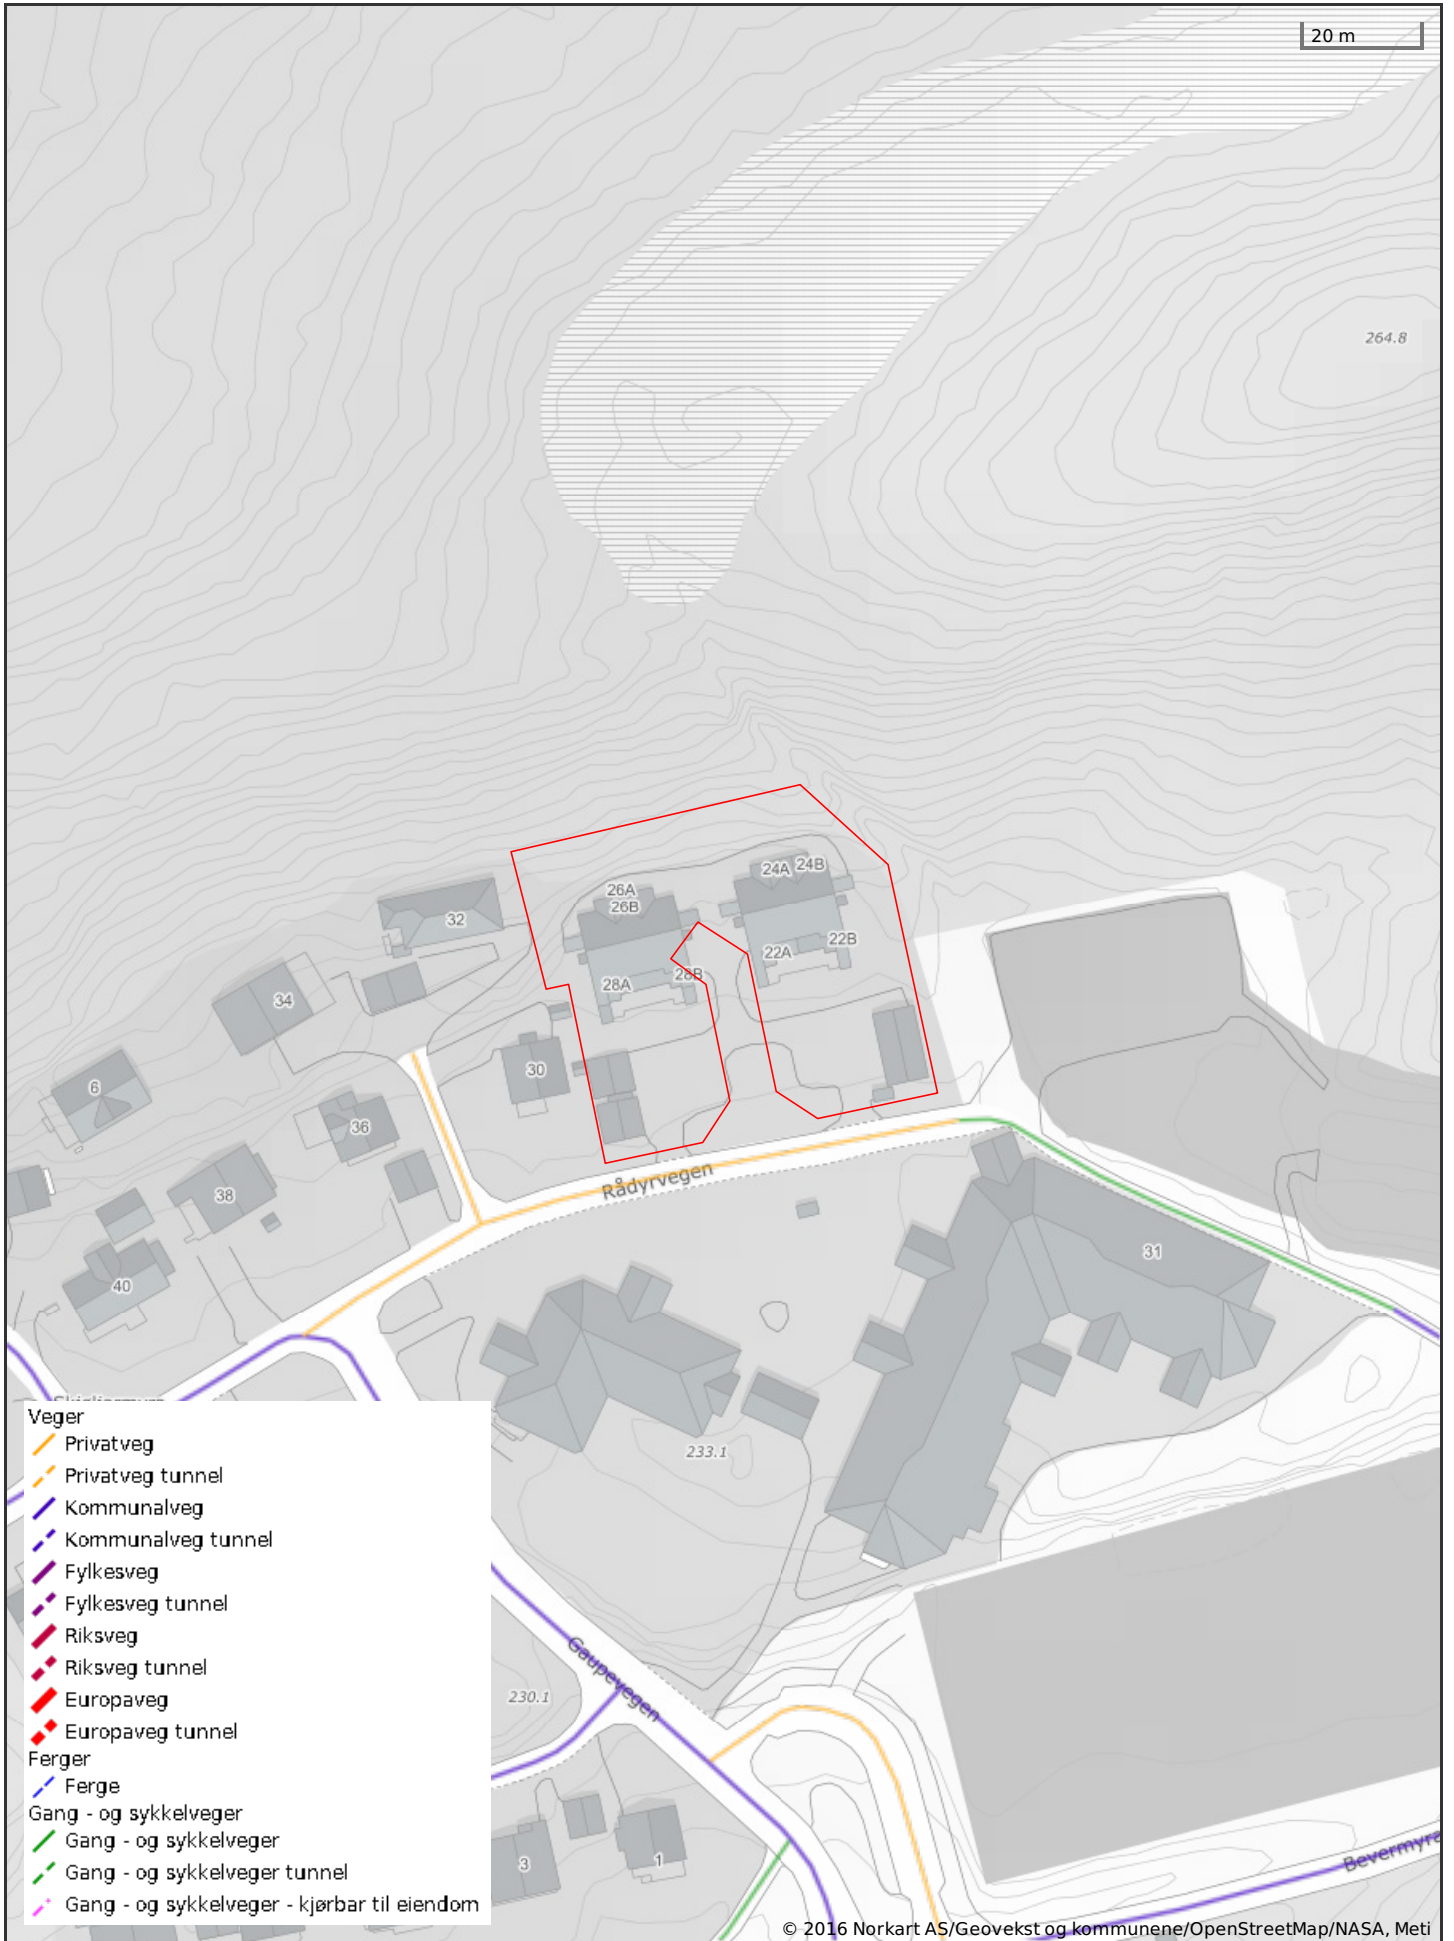 20 m
264.8
24A 24B
26A
26B
32
22B
22A
28B
28A
34
30
6
36
Rådyrvegen
38
31
40
233.1
Veger
Privatveg
Privatveg tunnel
Kommunalveg
Kommunalveg tunnel
Fylkesveg
Fylkesveg tunnel
Riksveg
Riksveg tunnel
Europaveg
Europaveg tunnel
Ferger
Ferge
Gang - og sykkelveger
Gang - og sykkelveger
Gang - og sykkelveger tunnel
Gang - og sykkelveger - kjørbar til eiendom
Gaupevegen
230.1
3
1
Bevermyra
© 2016 Norkart AS/Geovekst og kommunene/OpenStreetMap/NASA, Meti